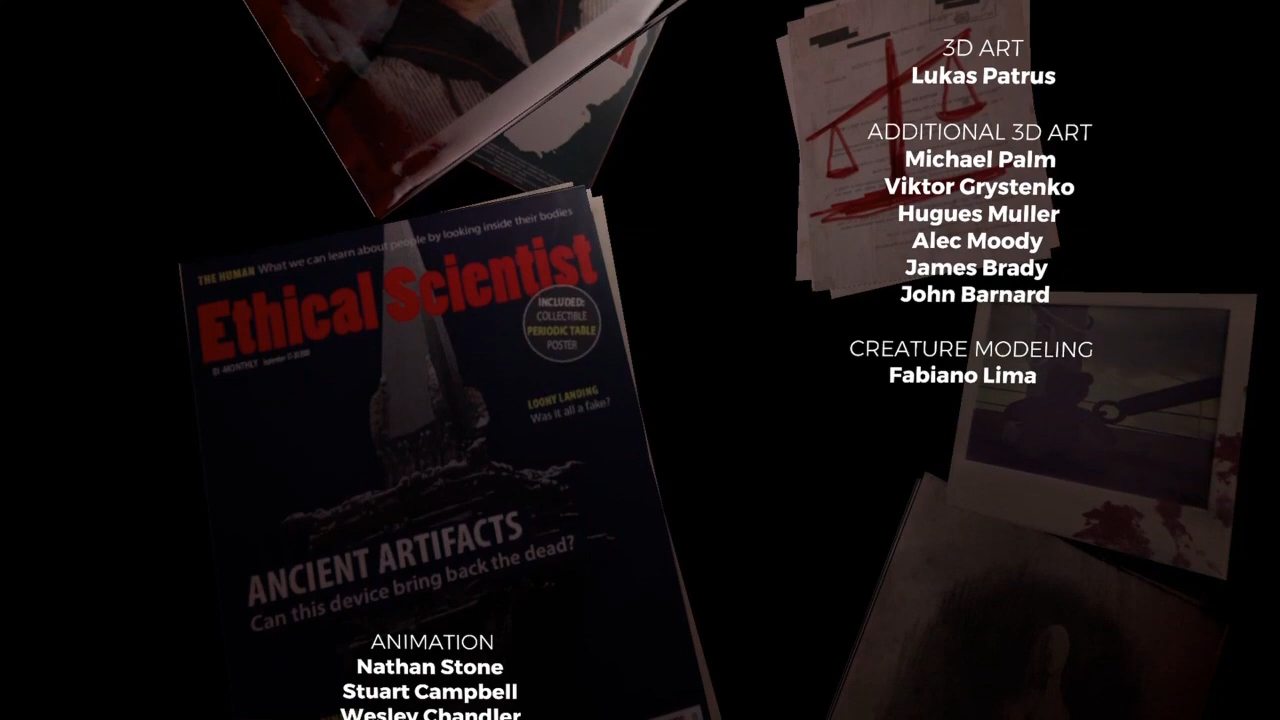 3D ART
Lukas Patrus
ADDITIONAL 3D ART
Michael Palm
Viktor Grystenko
Hugues Muller
Alec Moody
James Brady
John Barnard
CREATURE MODELING
Fabiano Lima
THE HUMAN What we can learn about people by looking inside their bodies
Ethical Scientist
BI-MONTHLY September
INCLUDED:
COLLECTIBLE
PERIODIC TABLE
POSTER
LOONY LANDING
Was it all a fake?
ANCIENT ARTIFACTS
Can this device bring back the dead?
ANIMATION
Nathan Stone
Stuart Campbell
Wesley Chandler